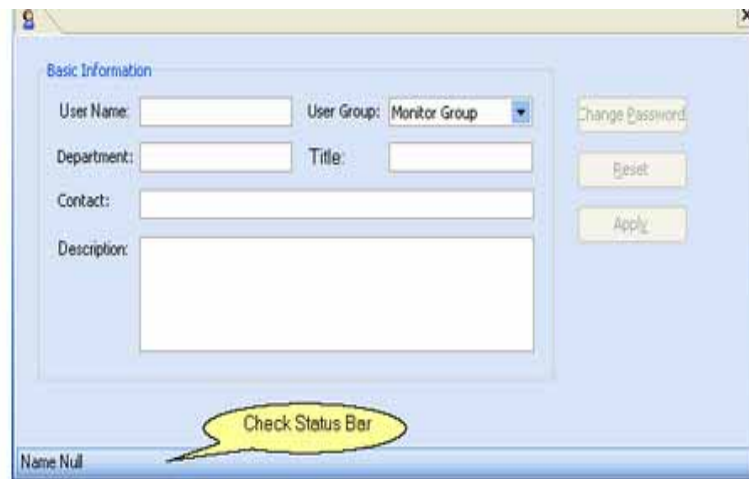 Basic Information
User Name:
User Group: Monitor Group
Change Password
Department:
Title:
Reset
Contact:
Apply
Description:
Check Status Bar
Name Null